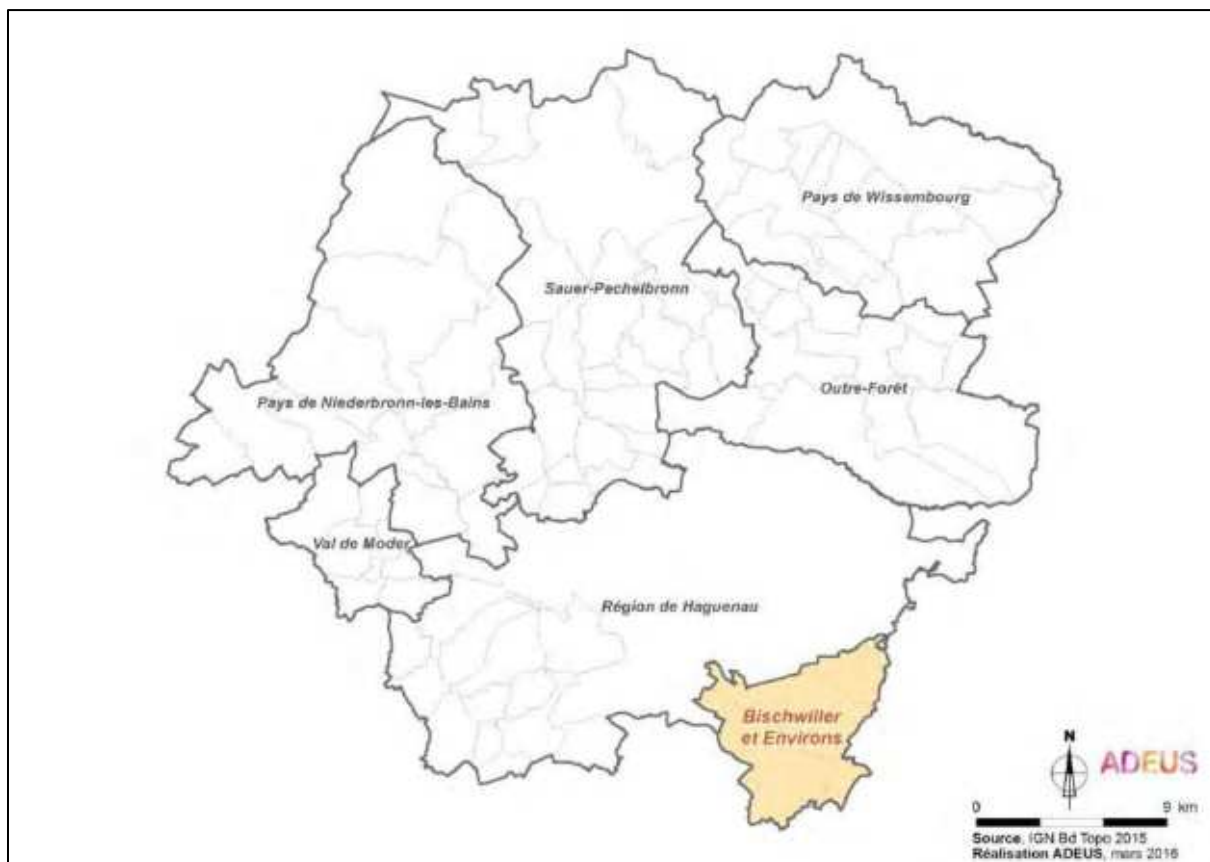 Pays de Wissembourg
Sauer-Pechelbronn
Outre-Forêt
Pays de Niederbronn-les-Bains
Val de Moder
Région de Haguenau
Bischwiller
et Environs
N
ADEUS
0 9 km
Source, IGN Bd Topo 2015
Réalisation ADEUS, mars 2016